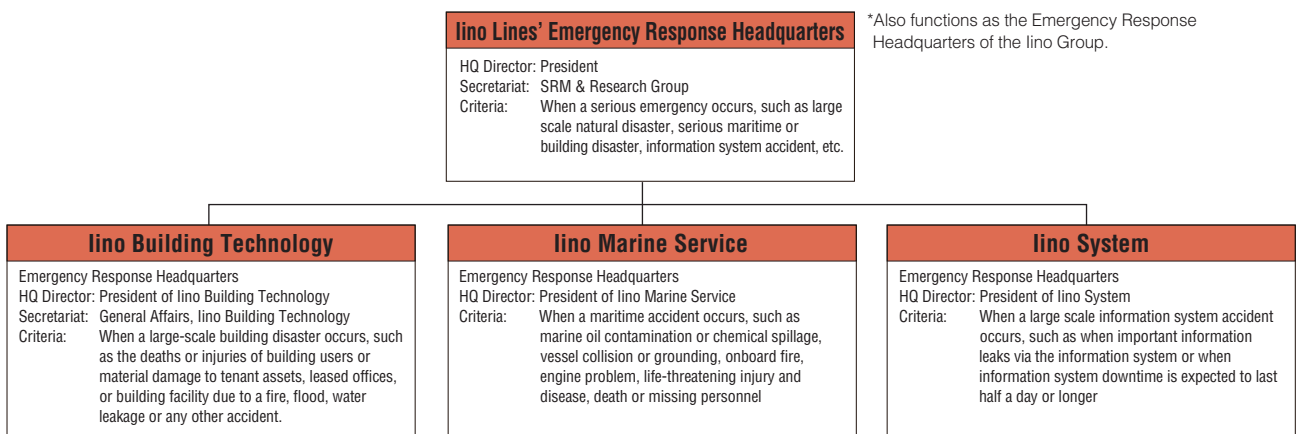 Iino Lines' Emergency Response Headquarters
HQ Director: President
Secretariat: SRM & Research Group
Criteria: When a serious emergency occurs, such as large
scale natural disaster, serious maritime or
building disaster, information system accident, etc.
*Also functions as the Emergency Response
Headquarters of the Iino Group.
Iino Building Technology
Emergency Response Headquarters
HQ Director: President of Iino Building Technology
Secretariat: General Affairs, Iino Building Technology
Criteria: When a large-scale building disaster occurs, such
as the deaths or injuries of building users or
material damage to tenant assets, leased offices,
or building facility due to a fire, flood, water
leakage or any other accident.
Iino Marine Service
Emergency Response Headquarters
HQ Director: President of Iino Marine Service
Criteria: When a maritime accident occurs, such as
marine oil contamination or chemical spillage,
vessel collision or grounding, onboard fire,
engine problem, life-threatening injury and
disease, death or missing personnel
Iino System
Emergency Response Headquarters
HQ Director: President of Iino System
Criteria: When a large scale information system accident
occurs, such as when important information
leaks via the information system or when
information system downtime is expected to last
half a day or longer